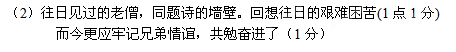 （2）往日见过的老僧，同题诗的墙壁。回想往日的艰难困苦(1点1分)
而今更应牢记兄弟情谊，共勉奋进了（1分）